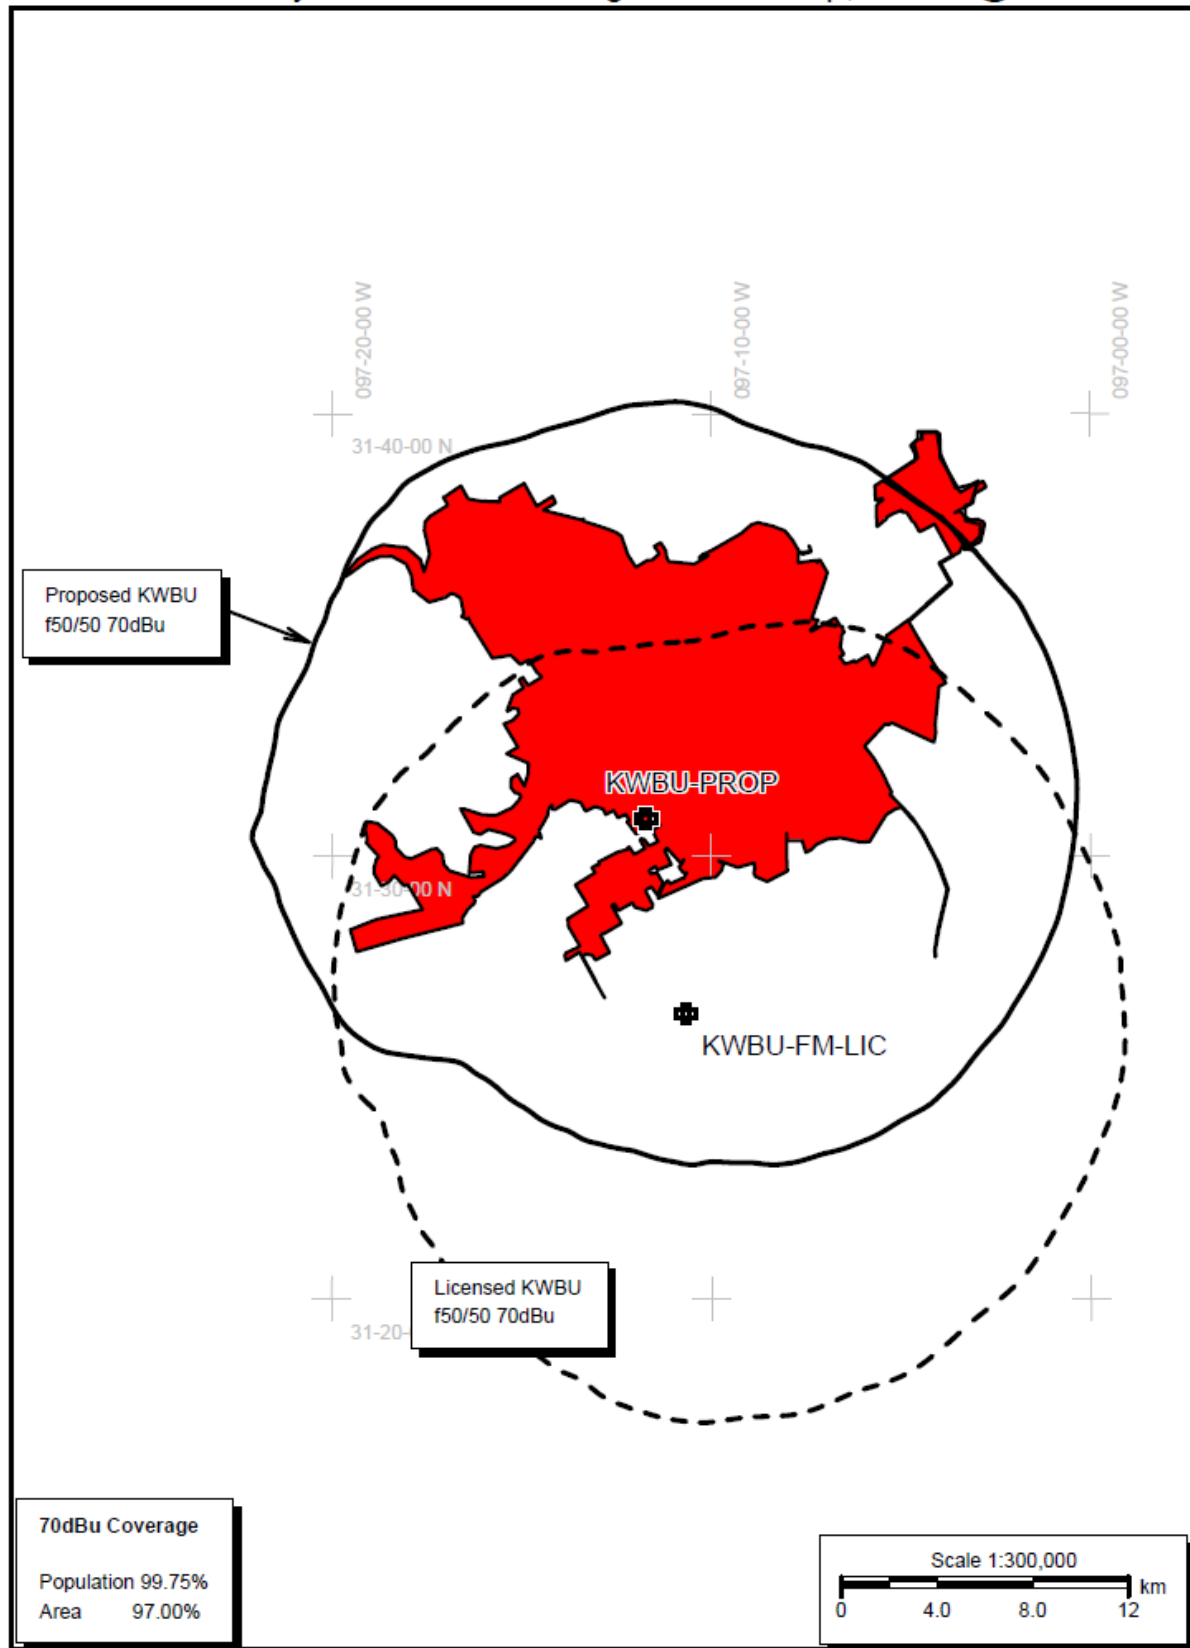 097-20-00 W
097-10-00 W
097-00-00 W
31-40-00 N
Proposed KWBU
f50/50 70dBu
KWBU-PROP
31-30-00 N
KWBU-FM-LIC
Licensed KWBU
f50/50 70dBu
31-20-
70dBu Coverage
Population 99.75%
Area 97.00%
Scale 1:300,000
km
0 4.0 8.0 12